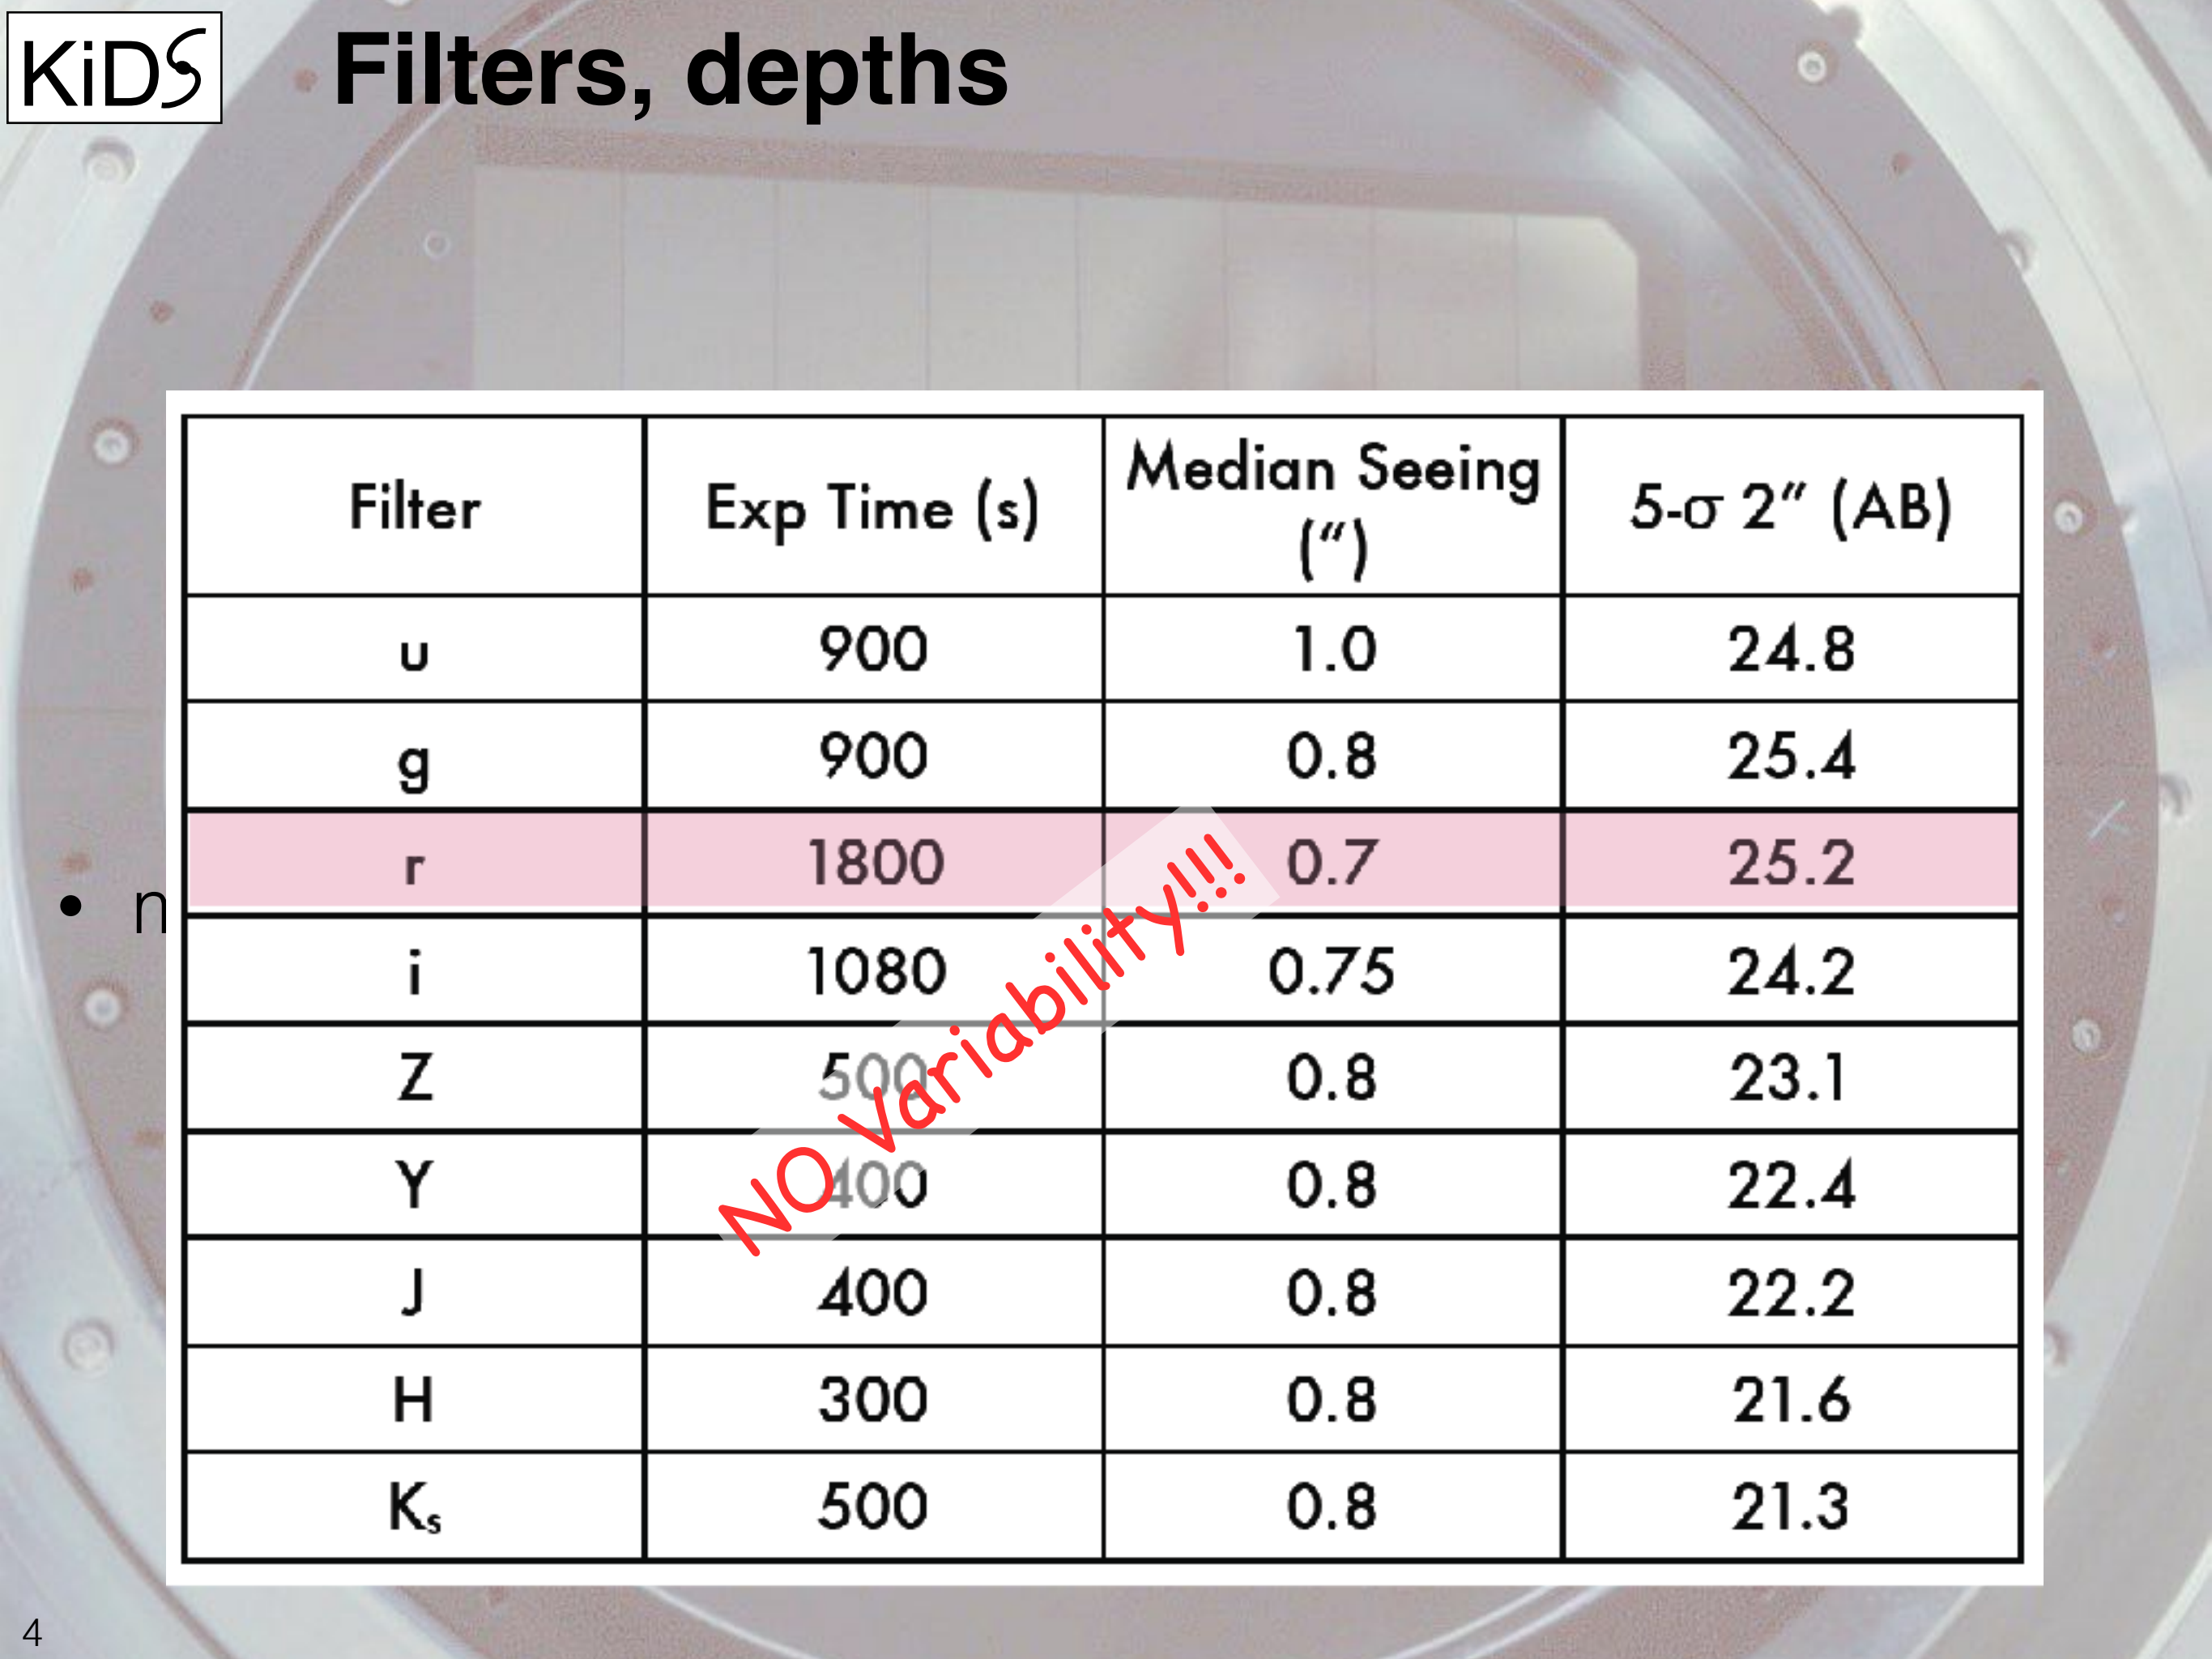 KiDS
Filters, depths
Filter Exp Time (s) Median Seeing (″) 5-σ 2″ (AB)
u 900 1.0 24.8
g 900 0.8 25.4
r 1800 0.7 25.2
i 1080 0.75 24.2
Z 500 0.8 23.1
Y 400 0.8 22.4
J 400 0.8 22.2
H 300 0.8 21.6
Ks 500 0.8 21.3
NO Variability!!!
4